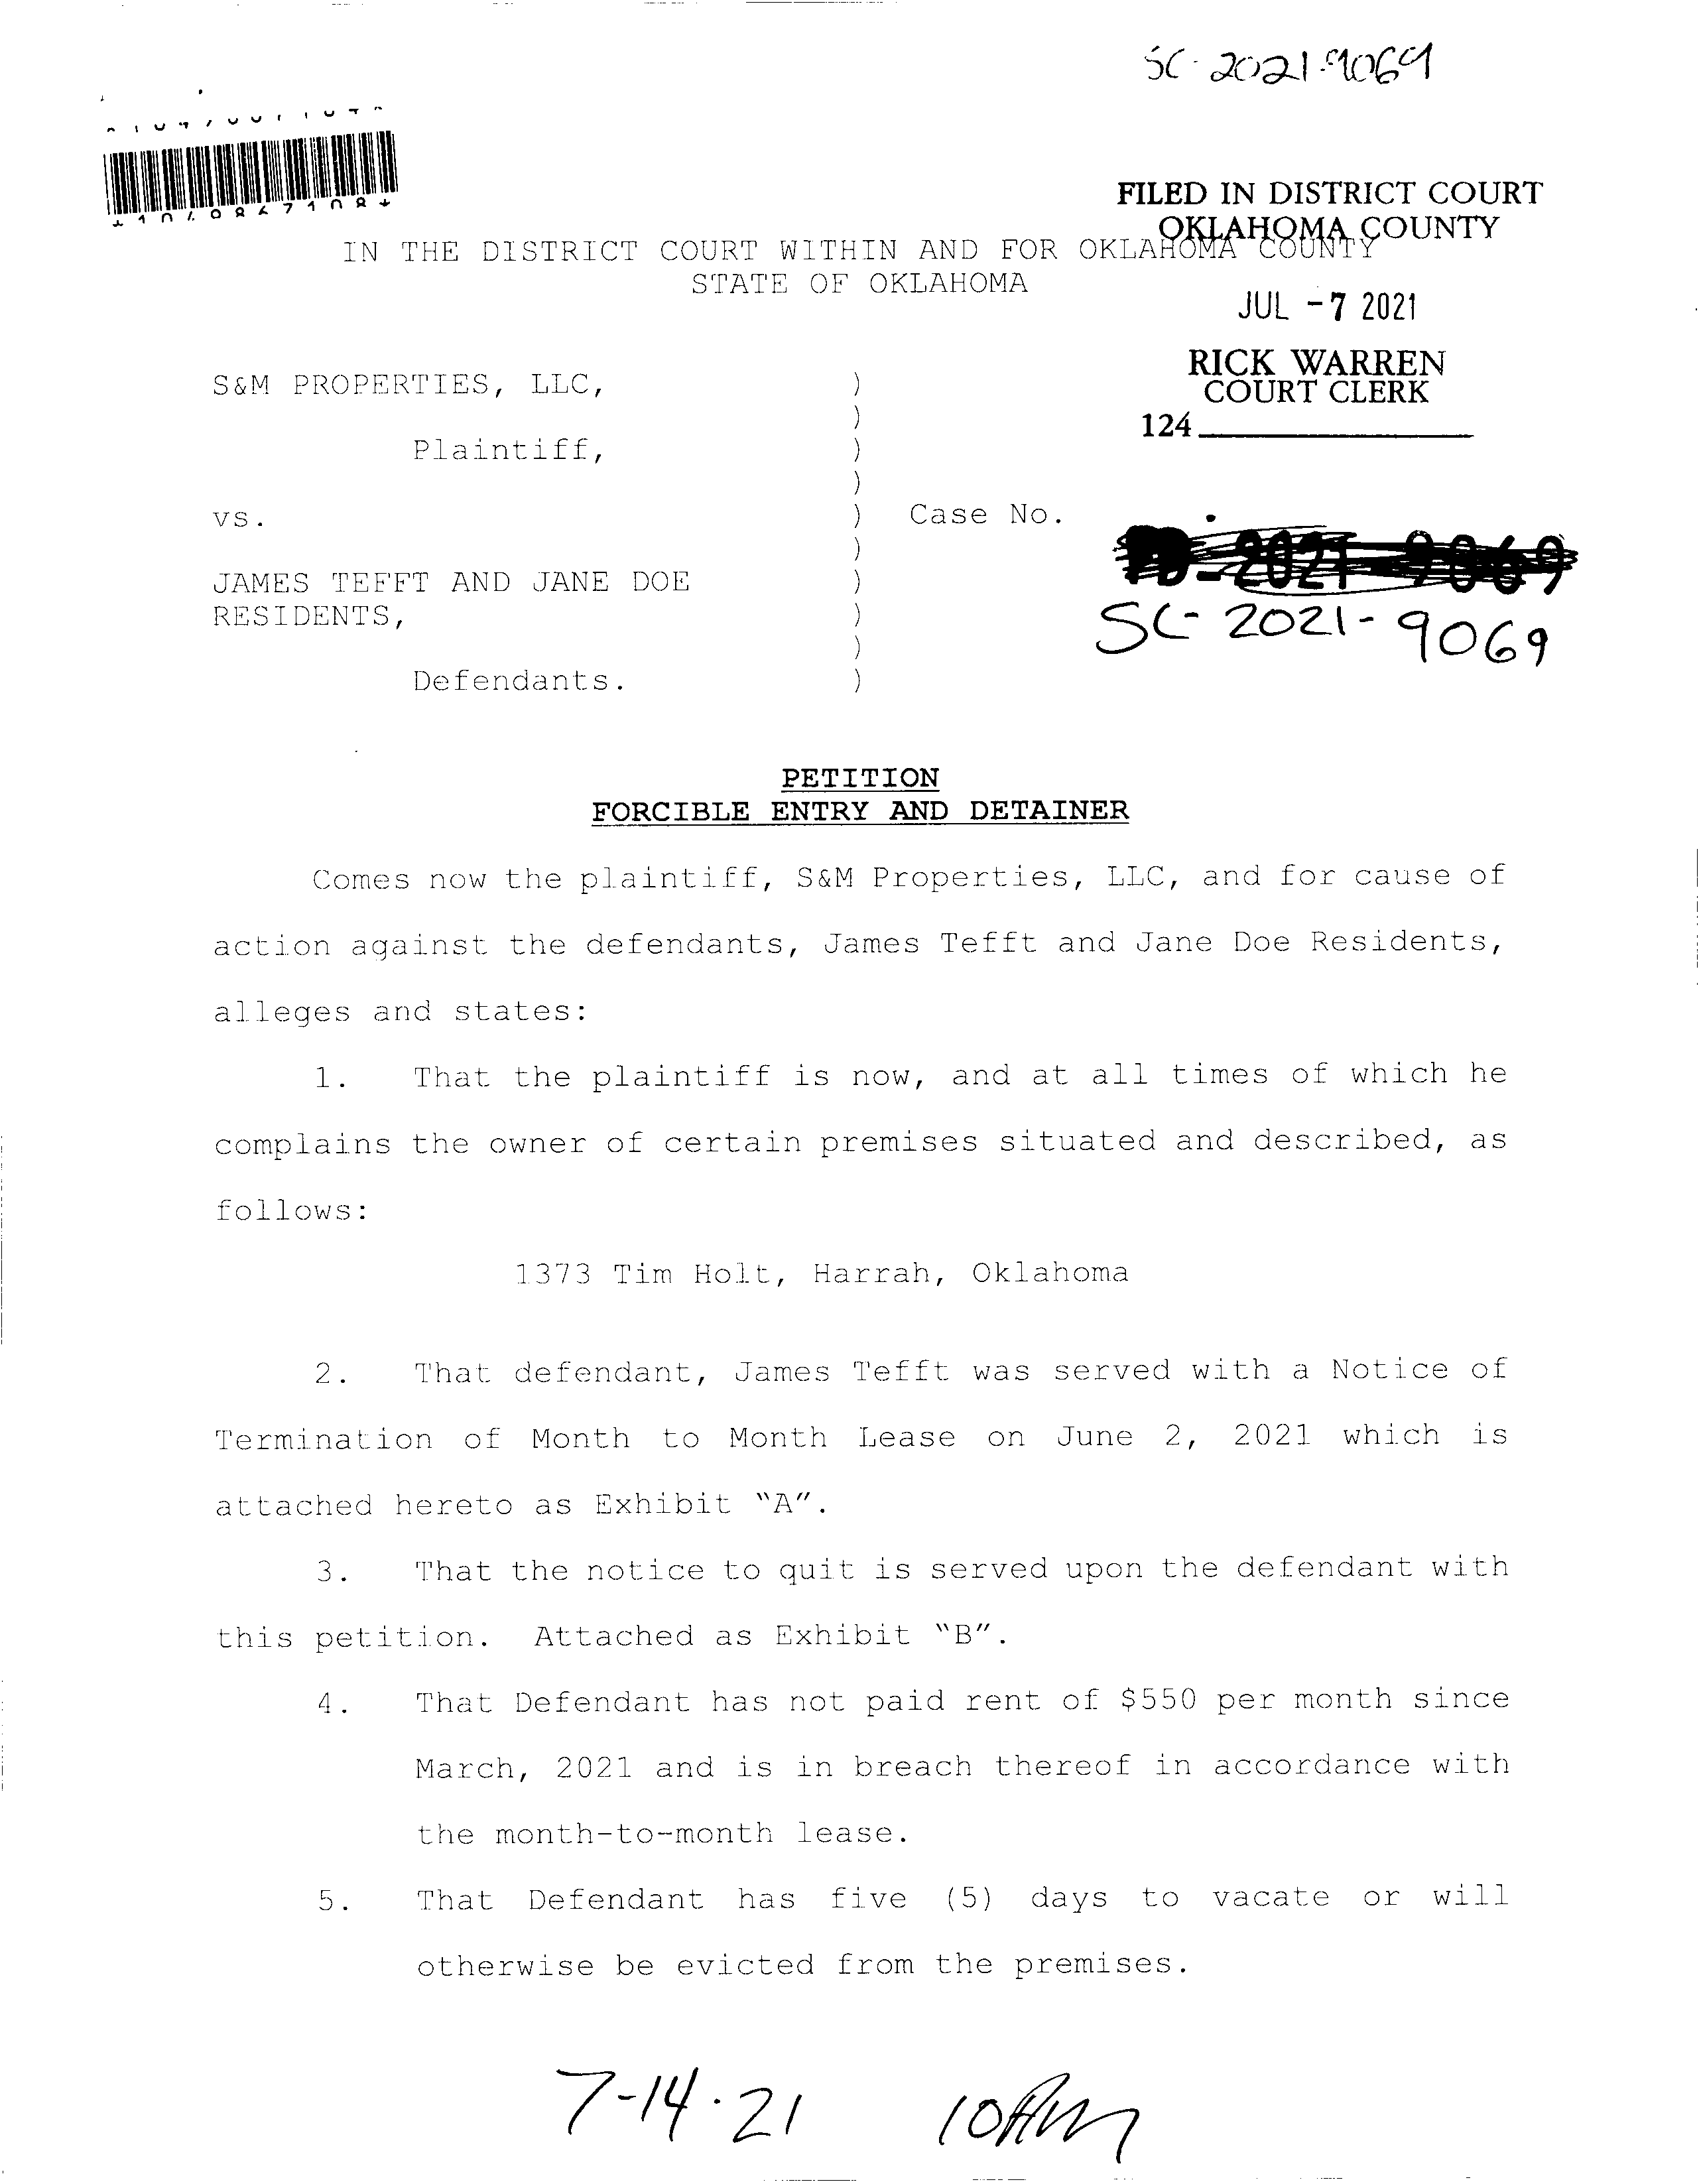 SC-2021-9069
FILED IN DISTRICT COURT
OKLAHOMA COUNTY
IN THE DISTRICT COURT WITHIN AND FOR OKLAHOMA COUNTY
STATE OF OKLAHOMA
JUL -7 2021
RICK WARREN
COURT CLERK
124
S&M PROPERTIES, LLC, )
)
Plaintiff, )
)
vs. ) Case No.
)
JAMES TEFFT AND JANE DOE )
RESIDENTS, )
)
Defendants. )
SC-2021-9069
PETITION
FORCIBLE ENTRY AND DETAINER
Comes now the plaintiff, S&M Properties, LLC, and for cause of
action against the defendants, James Tefft and Jane Doe Residents,
alleges and states:
1. That the plaintiff is now, and at all times of which he
complains the owner of certain premises situated and described, as
follows:
1373 Tim Holt, Harrah, Oklahoma
2. That defendant, James Tefft was served with a Notice of
Termination of Month to Month Lease on June 2, 2021 which is
attached hereto as Exhibit “A”.
3. That the notice to quit is served upon the defendant with
this petition. Attached as Exhibit “B”.
4. That Defendant has not paid rent of $550 per month since
March, 2021 and is in breach thereof in accordance with
the month-to-month lease.
5. That Defendant has five (5) days to vacate or will
otherwise be evicted from the premises.
7-14-21 10AM